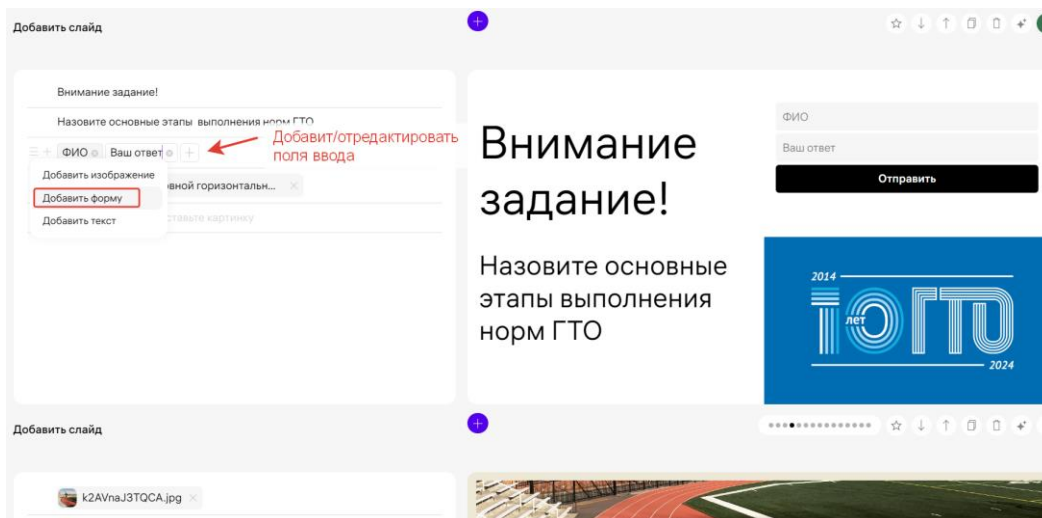 Добавить слайд
Внимание задание!
Назовите основные этапы выполнения норм ГТО
Добавит/отредактировать
поля ввода
ФИО
Ваш ответ
Добавить изображение
Добавить форму
Добавить текст
вной горизонтальн...
ставьте картинку
Внимание
задание!
Назовите основные
этапы выполнения
норм ГТО
ФИО
Ваш ответ
Отправить
2014
10 ГТО
лет
2024
Добавить слайд
k2AVnaJ3TQCA.jpg